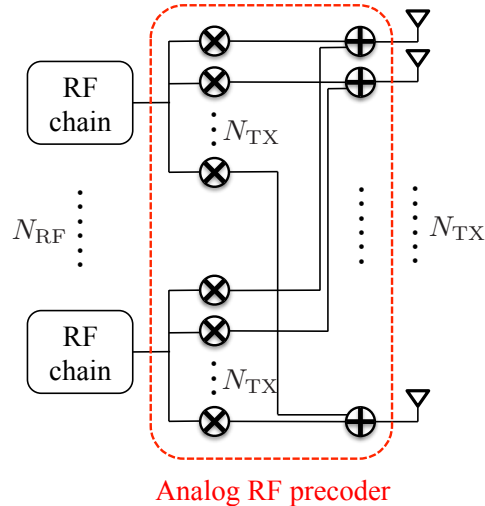 RF
chain
N_TX
N_RF
N_TX
RF
chain
N_TX
Analog RF precoder